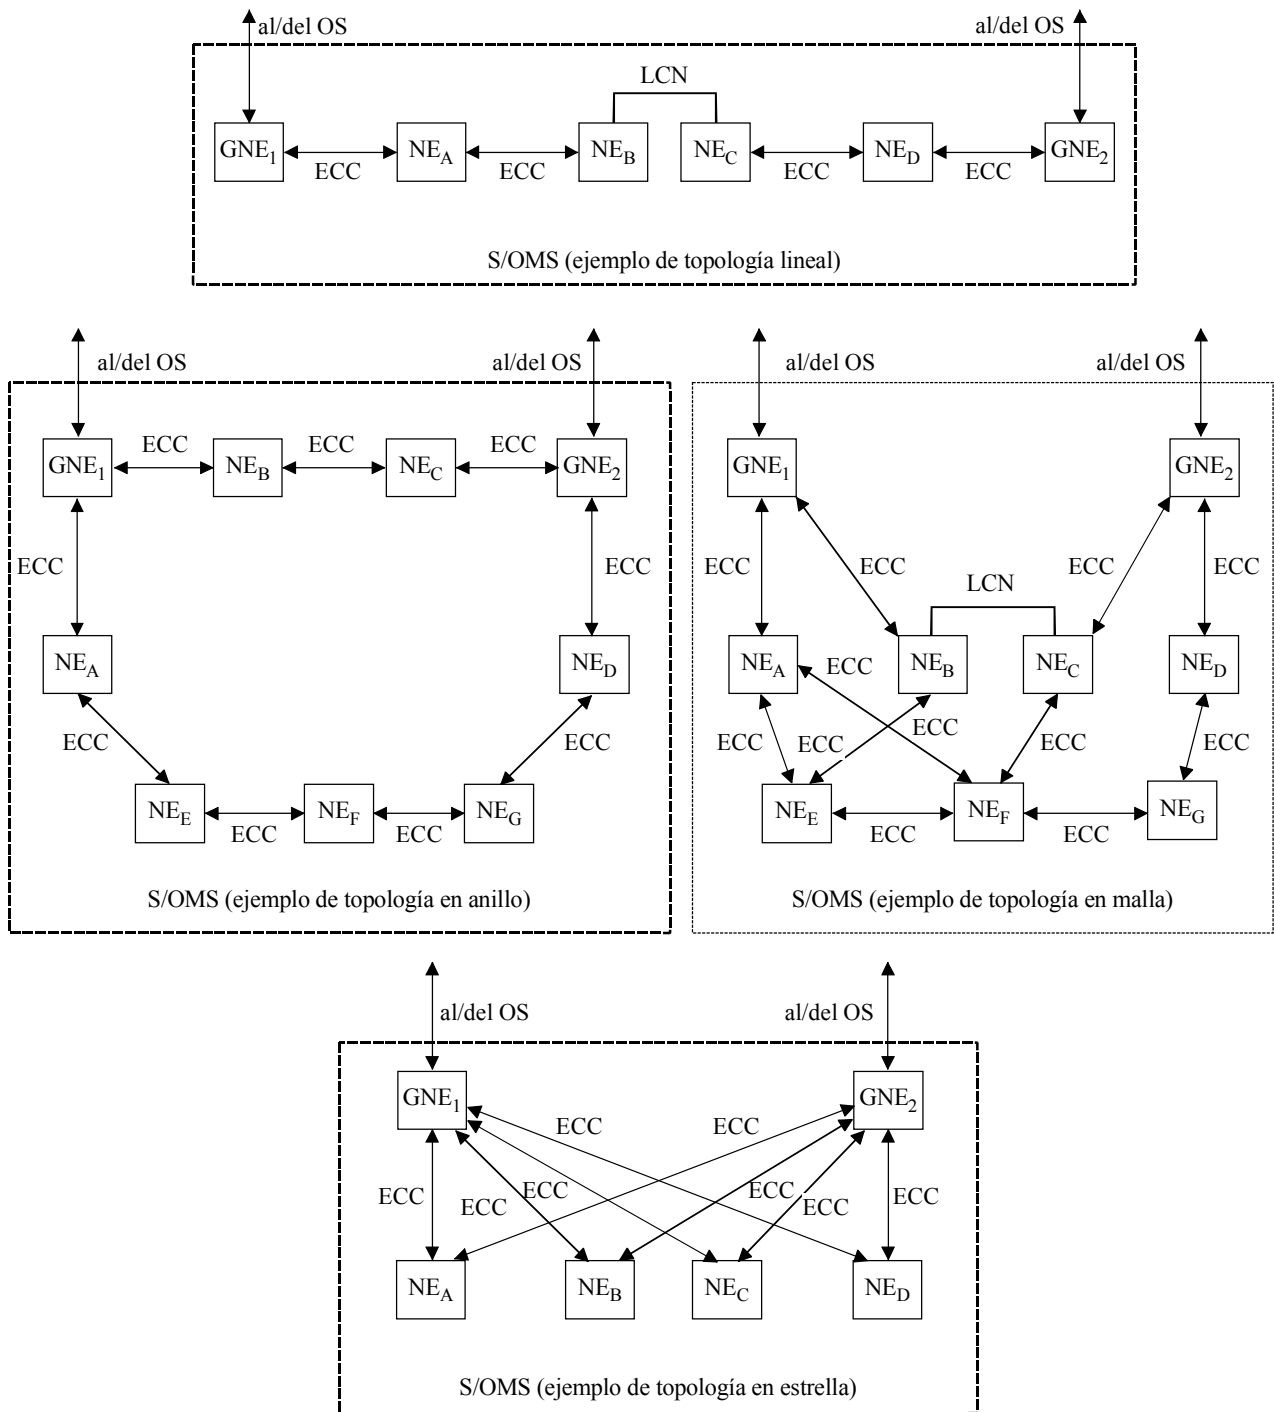 al/del OS
al/del OS
LCN
GNE1
NEA
NEB
NEC
NED
GNE2
ECC
ECC
ECC
ECC
S/OMS (ejemplo de topología lineal)
al/del OS
al/del OS
ECC
ECC
ECC
GNE1
NEB
NEC
GNE2
ECC
ECC
NEA
NED
ECC
ECC
NEE
NEF
NEG
ECC
ECC
S/OMS (ejemplo de topología en anillo)
al/del OS
al/del OS
GNE1
GNE2
ECC
ECC
ECC
ECC
LCN
NEA
ECC
NEB
NEC
NED
ECC
ECC
ECC
ECC
ECC
NEE
NEF
NEG
ECC
ECC
S/OMS (ejemplo de topología en malla)
al/del OS
al/del OS
GNE1
GNE2
ECC
ECC
ECC
ECC
ECC
ECC
ECC
ECC
NEA
NEB
NEC
NED
S/OMS (ejemplo de topología en estrella)